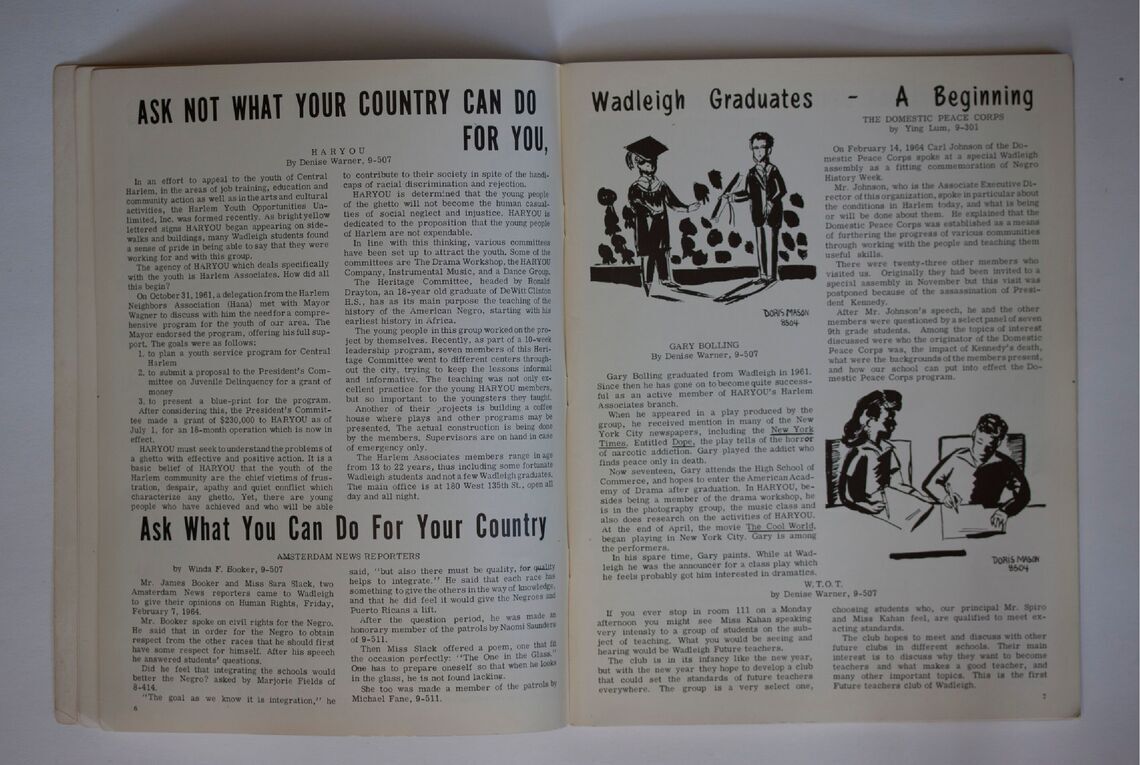 ASK NOT WHAT YOUR COUNTRY CAN DO
FOR YOU,
HARYOU
By Denise Warner, 9-507
In an effort to appeal to the youth of Central
Harlem, in the areas of job training, education and
community action as well as in the arts and cultural
activities, the Harlem Youth Opportunities Un-
limited, Inc. was formed recently. As bright yellow
lettered signs HARYOU began appearing on side-
walks and buildings, many Wadleigh students found
a sense of pride in being able to say that they were
working for and with this group.
The agency of HARYOU which deals specifically
with the youth is Harlem Associates. How did all
this begin?
On October 31, 1961, a delegation from the Harlem
Neighbors Association (Hana) met with Mayor
Wagner to discuss with him the need for a compre-
hensive program for the youth of our area. The
Mayor endorsed the program, offering his full sup-
port. The goals were as follows:
1. to plan a youth service program for Central
Harlem
2. to submit a proposal to the President's Com-
mittee on Juvenile Delinquency for a grant of
money
3. to present a blue-print for the program.
After considering this, the President's Commit-
tee made a grant of $230,000 to HARYOU as of
July 1, for an 18-month operation which is now in
effect.
HARYOU must seek to understand the problems of
a ghetto with effective and positive action. It is a
basic belief of HARYOU that the youth of the
Harlem community are the chief victims of frus-
tration, despair, apathy and quiet conflict which
characterize any ghetto. Yet, there are young
people who have achieved and who will be able
to contribute to their society in spite of the handi-
caps of racial discrimination and rejection.
HARYOU is determined that the young people
of the ghetto will not become the human casual-
ties of social neglect and injustice. HARYOU is
dedicated to the proposition that the young people
of Harlem are not expendable.
In line with this thinking, various committees
have been set up to attract the youth. Some of the
committees are The Drama Workshop, the HARYOU
Company, Instrumental Music, and a Dance Group.
The Heritage Committee, headed by Ronald
Drayton, an 18-year old graduate of DeWitt Clinton
H.S., has as its main purpose the teaching of the
history of the American Negro, starting with his
earliest history in Africa.
The young people in this group worked on the pro-
ject by themselves. Recently, as part of a 10-week
leadership program, seven members of this Heri-
tage Committee went to different centers through-
out the city, trying to keep the lessons informal
and informative. The teaching was not only ex-
cellent practice for the young HARYOU members,
but so important to the youngsters they taught.
Another of their projects is building a coffee
house where plays and other programs may be
presented. The actual construction is being done
by the members. Supervisors are on hand in case
of emergency only.
The Harlem Associates members range in age
from 13 to 22 years, thus including some fortunate
Wadleigh students and not a few Wadleigh graduates.
The main office is at 180 West 135th St., open all
day and all night.
Ask What You Can Do For Your Country
AMSTERDAM NEWS REPORTERS
by Winda F. Booker, 9-507
Mr. James Booker and Miss Sara Slack, two
Amsterdam News reporters came to Wadleigh
to give their opinions on Human Rights, Friday,
February 7, 1964.
Mr. Booker spoke on civil rights for the Negro.
He said that in order for the Negro to obtain
respect from the other races that he should first
have some respect for himself. After his speech
he answered students' questions.
Did he feel that integrating the schools would
better the Negro? asked by Marjorie Fields of
8-414.
"The goal as we know it is integration," he
said, "but also there must be quality, for quality
helps to integrate." He said that each race has
something to give the others in the way of knowledge,
and that he did feel it would give the Negroes and
Puerto Ricans a lift.
After the question period, he was made an
honorary member of the patrols by Naomi Saunders
of 9-511.
Then Miss Slack offered a poem, one that fit
the occasion perfectly: "The One in the Glass."
One has to prepare oneself so that when he looks
in the glass, he is not found lacking.
She too was made a member of the patrols by
Michael Fane, 9-511.
6
Wadleigh Graduates - A Beginning
DORIS MASON
8504
GARY BOLLING
By Denise Warner, 9-507
Gary Bolling graduated from Wadleigh in 1961.
Since then he has gone on to become quite success-
ful as an active member of HARYOU's Harlem
Associates branch.
When he appeared in a play produced by the
group, he received mention in many of the New
York City newspapers, including the New York
Times. Entitled Dope, the play tells of the horror
of narcotic addiction. Gary played the addict who
finds peace only in death.
Now seventeen, Gary attends the High School of
Commerce, and hopes to enter the American Acad-
emy of Drama after graduation. In HARYOU, be-
sides being a member of the drama workshop, he
is in the photography group, the music class and
also does research on the activities of HARYOU.
At the end of April, the movie The Cool World,
began playing in New York City. Gary is among
the performers.
In his spare time, Gary paints. While at Wad-
leigh he was the announcer for a class play which
he feels probably got him interested in dramatics.
THE DOMESTIC PEACE CORPS
by Ying Lum, 9-301
On February 14, 1964 Carl Johnson of the Do-
mestic Peace Corps spoke at a special Wadleigh
assembly as a fitting commemoration of Negro
History Week.
Mr. Johnson, who is the Associate Executive Di-
rector of this organization, spoke in particular about
the conditions in Harlem today, and what is being
or will be done about them. He explained that the
Domestic Peace Corps was established as a means
of furthering the progress of various communities
through working with the people and teaching them
useful skills.
There were twenty-three other members who
visited us. Originally they had been invited to a
special assembly in November but this visit was
postponed because of the assassination of Presi-
dent Kennedy.
After Mr. Johnson's speech, he and the other
members were questioned by a select panel of seven
9th grade students. Among the topics of interest
discussed were who the originator of the Domestic
Peace Corps was, the impact of Kennedy's death,
what were the backgrounds of the members present,
and how our school can put into effect the Do-
mestic Peace Corps program.
DORIS MASON
8504
W.T.O.T.
by Denise Warner, 9-507
If you ever stop in room 111 on a Monday
afternoon you might see Miss Kahan speaking
very intensly to a group of students on the sub-
ject of teaching. What you would be seeing and
hearing would be Wadleigh Future teachers.
The club is in its infancy like the new year,
but with the new year they hope to develop a club
that could set the standards of future teachers
everywhere. The group is a very select one,
choosing students who, our principal Mr. Spiro
and Miss Kahan feel, are qualified to meet ex-
acting standards.
The club hopes to meet and discuss with other
future clubs in different schools. Their main
interest is to discuss why they want to become
teachers and what makes a good teacher, and
many other important topics. This is the first
Future teachers club of Wadleigh.
7